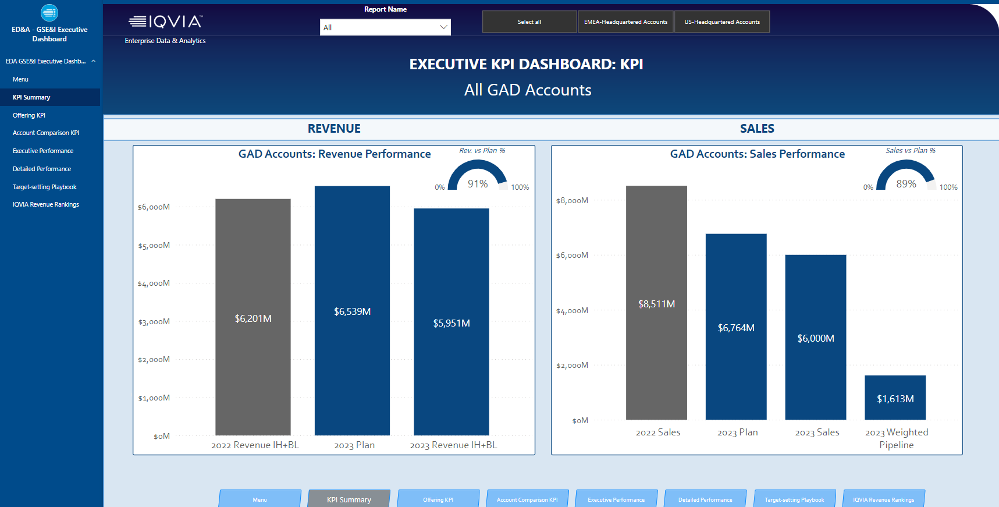 ED&A - GSE&I Executive
Dashboard
EDA GSE&I Executive Dashb...
Menu
KPI Summary
Offering KPI
Account Comparison KPI
Executive Performance
Detailed Performance
Target-setting Playbook
IQVIA Revenue Rankings
IQVIA™
Enterprise Data & Analytics
Report Name
All
Select all
EMEA-Headquartered Accounts
US-Headquartered Accounts
EXECUTIVE KPI DASHBOARD: KPI
All GAD Accounts
REVENUE
GAD Accounts: Revenue Performance
Rev. vs Plan %
0%
91%
100%
$6,000M
$5,000M
$4,000M
$3,000M
$2,000M
$1,000M
$0M
$6,201M
$6,539M
$5,951M
2022 Revenue IH+BL
2023 Plan
2023 Revenue IH+BL
SALES
GAD Accounts: Sales Performance
Sales vs Plan %
0%
89%
100%
$8,000M
$6,000M
$4,000M
$2,000M
$0M
$8,511M
$6,764M
$6,000M
$1,613M
2022 Sales
2023 Plan
2023 Sales
2023 Weighted
Pipeline
Menu
KPI Summary
Offering KPI
Account Comparison KPI
Executive Performance
Detailed Performance
Target-setting Playbook
IQVIA Revenue Rankings